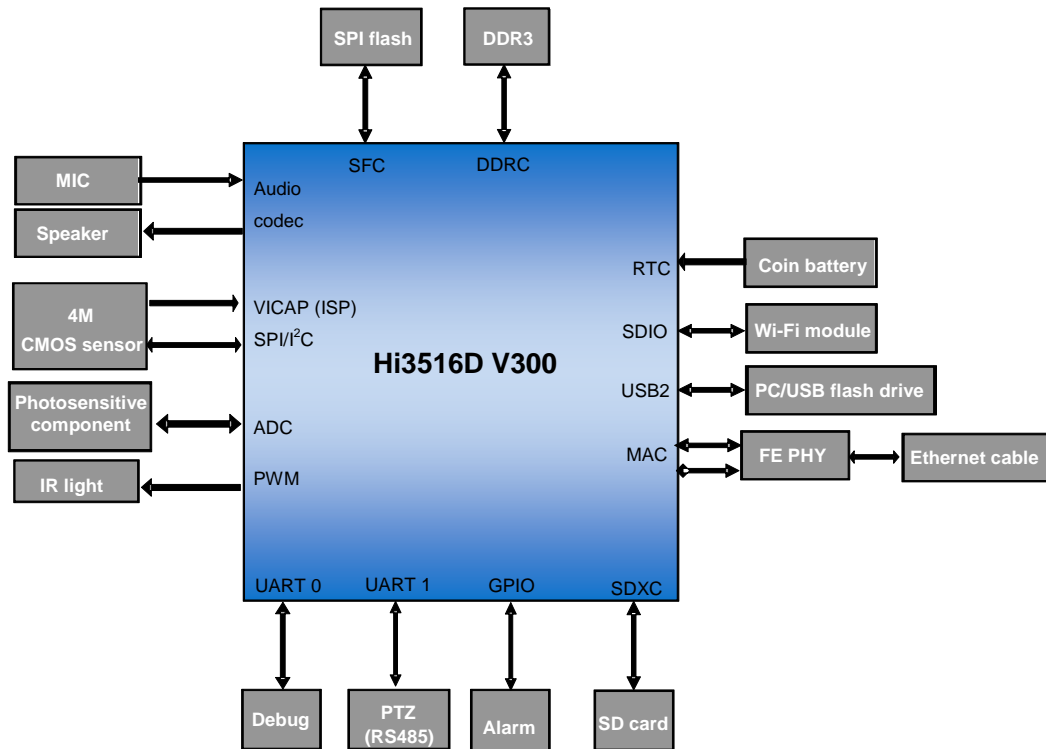 SPI flash
DDR3
SFC
DDRC
MIC
Audio
codec
Speaker
RTC
Coin battery
4M
CMOS sensor
VICAP (ISP)
SPI/I²C
SDIO
Wi-Fi module
Hi3516D V300
USB2
PC/USB flash drive
Photosensitive
component
ADC
MAC
FE PHY
Ethernet cable
IR light
PWM
UART 0
UART 1
GPIO
SDXC
Debug
PTZ
(RS485)
Alarm
SD card